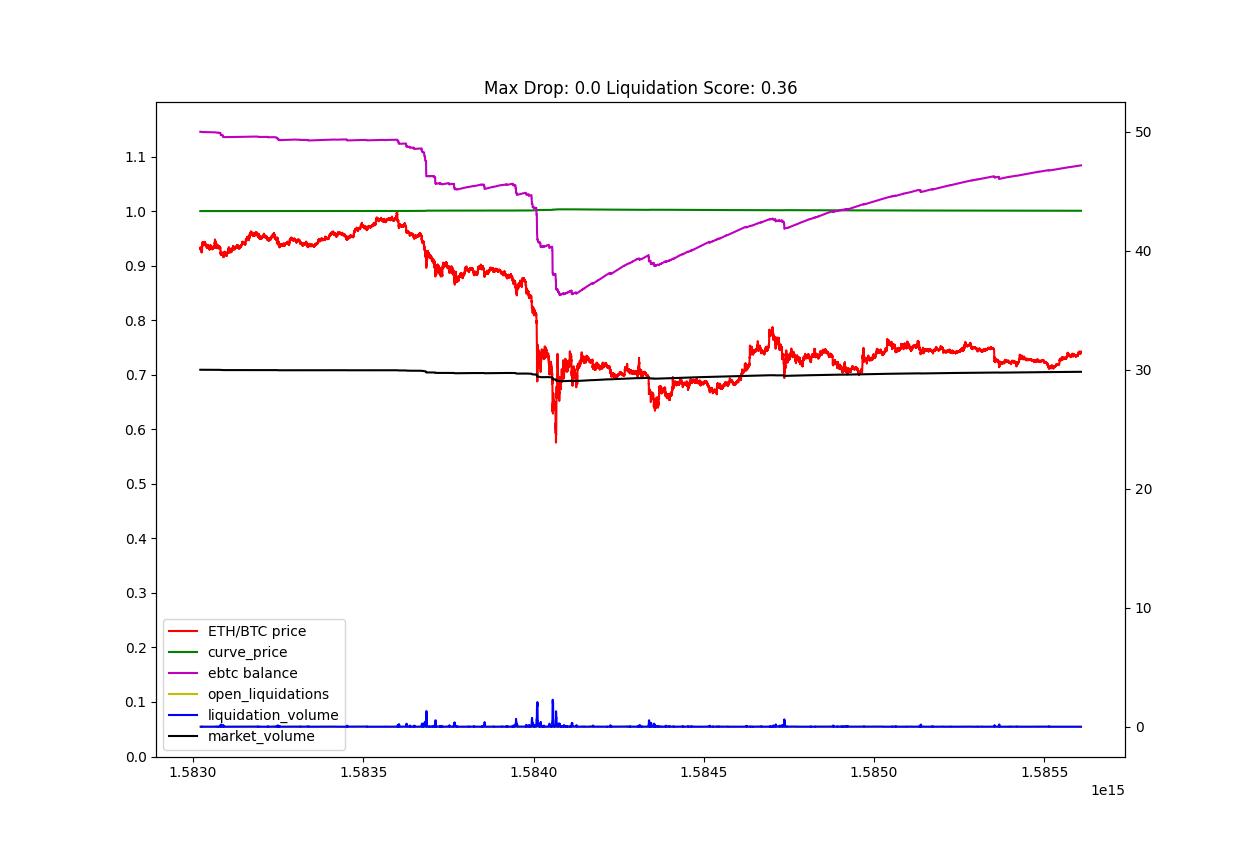 Max Drop: 0.0 Liquidation Score: 0.36
1.1
1.0
0.9
0.8
0.7
0.6
0.5
0.4
0.3
0.2
0.1
0.0
50
40
30
20
10
0
ETH/BTC price
curve_price
ebtc balance
open_liquidations
liquidation_volume
market_volume
1.5830 1.5835 1.5840 1.5845 1.5850 1.5855
1e15